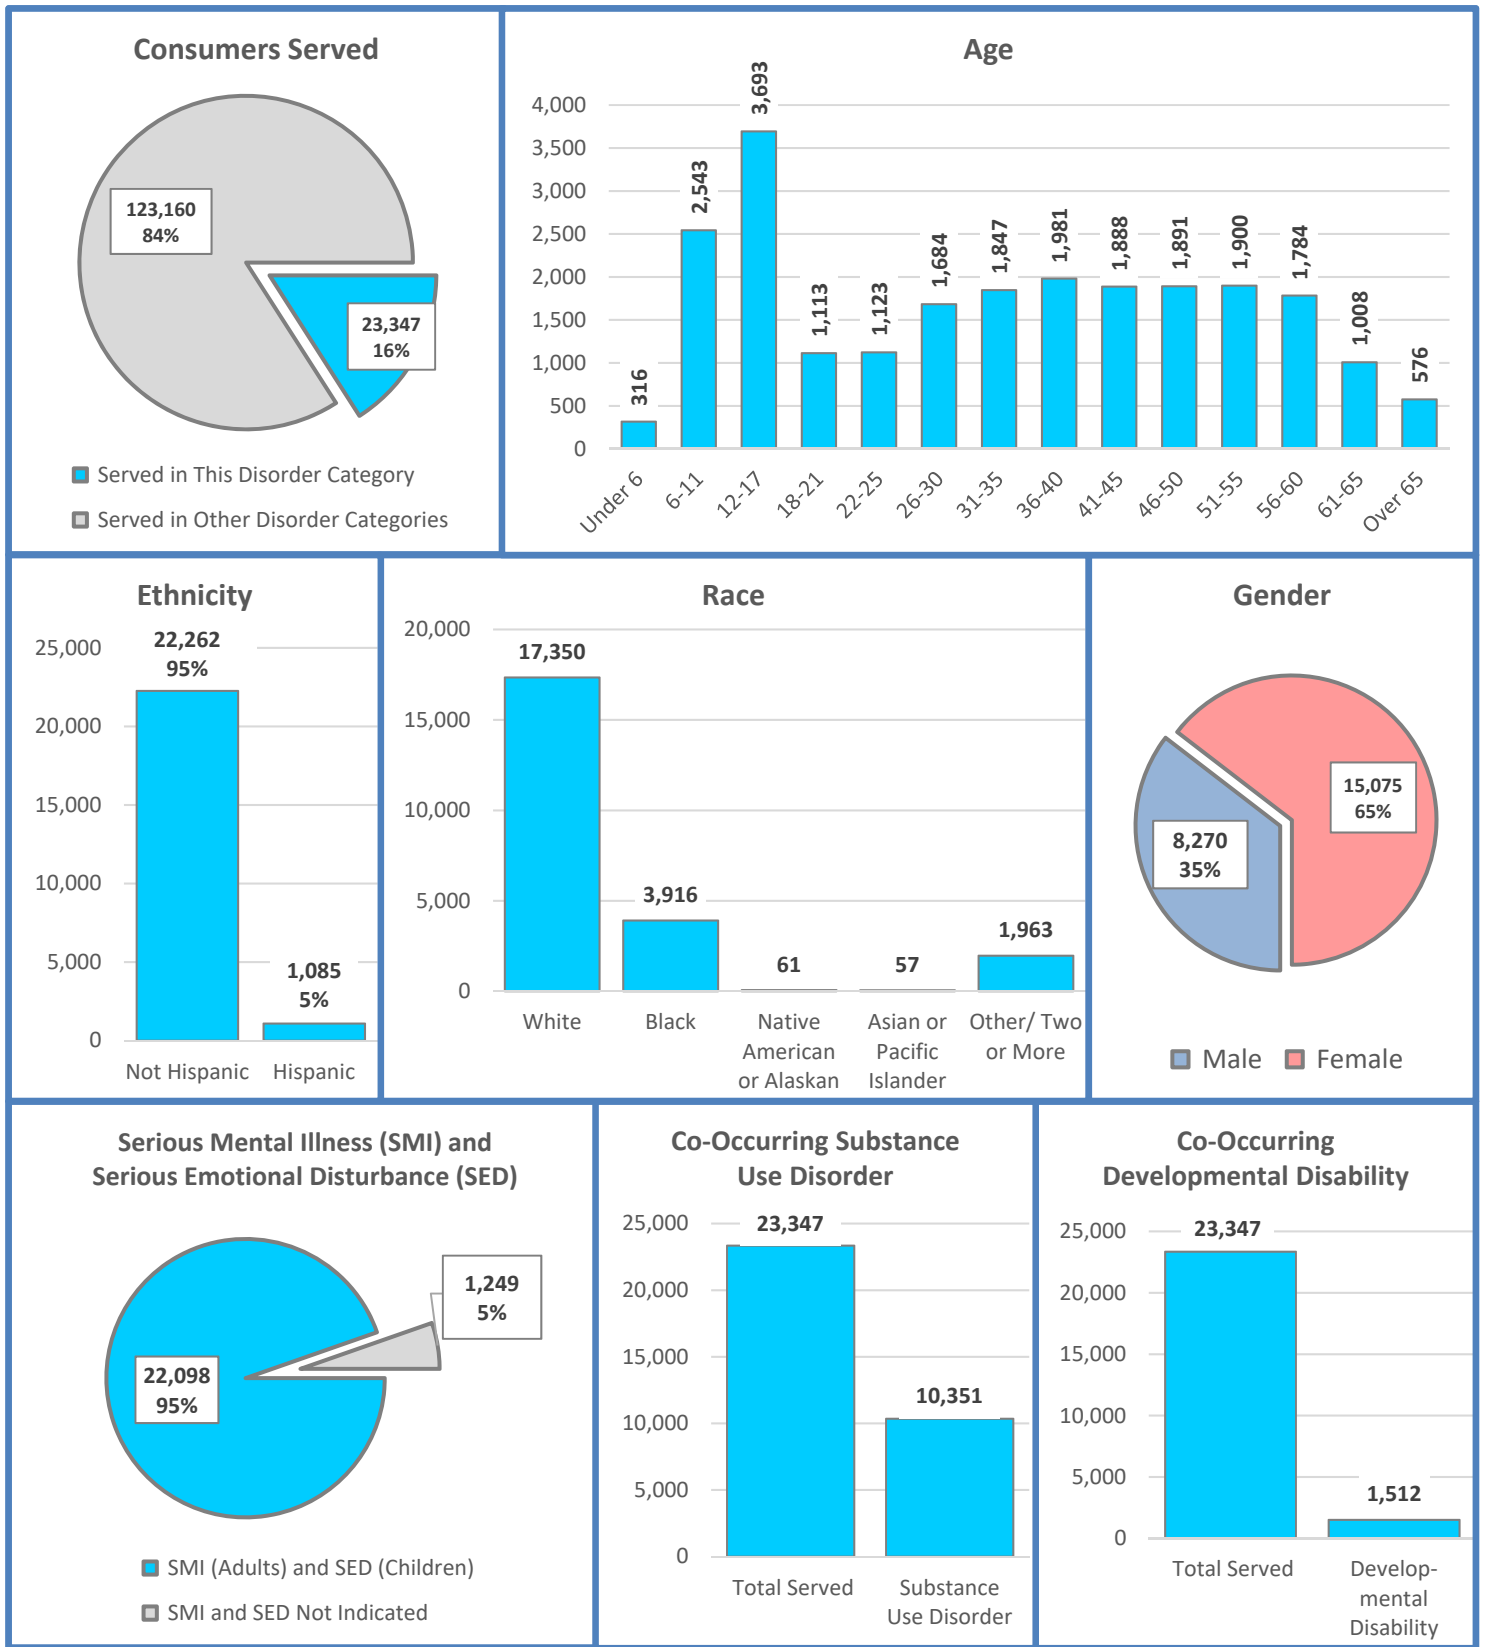 Consumers Served
123,160
84%
23,347
16%
Served in This Disorder Category
Served in Other Disorder Categories
Age
4,000
3,500
3,000
2,500
2,000
1,500
1,000
500
0
316
2,543
3,693
1,113
1,123
1,684
1,847
1,981
1,888
1,891
1,900
1,784
1,008
576
Under 6
6-11
12-17
18-21
22-25
26-30
31-35
36-40
41-45
46-50
51-55
56-60
61-65
Over 65
Ethnicity
25,000
20,000
15,000
10,000
5,000
0
22,262
95%
1,085
5%
Not Hispanic
Hispanic
Race
20,000
15,000
10,000
5,000
0
17,350
3,916
61
57
1,963
White
Black
Native
American
or Alaskan
Asian or
Pacific
Islander
Other/ Two
or More
Gender
15,075
65%
8,270
35%
Male
Female
Serious Mental Illness (SMI) and
Serious Emotional Disturbance (SED)
1,249
5%
22,098
95%
SMI (Adults) and SED (Children)
SMI and SED Not Indicated
Co-Occurring Substance
Use Disorder
25,000
20,000
15,000
10,000
5,000
0
23,347
10,351
Total Served
Substance
Use Disorder
Co-Occurring
Developmental Disability
25,000
20,000
15,000
10,000
5,000
0
23,347
1,512
Total Served
Develop-
mental
Disability